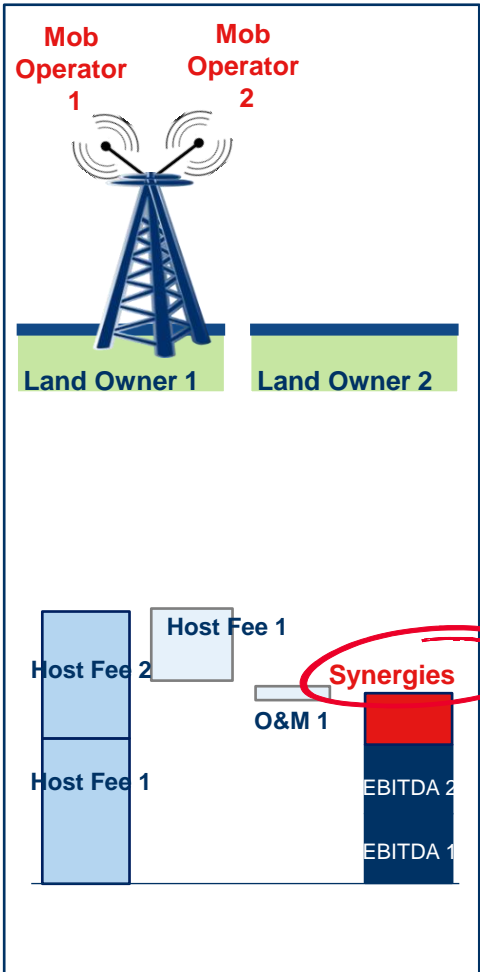 Mob
Operator
1
Mob
Operator
2
Land Owner 1
Land Owner 2
Host Fee 1
Host Fee 2
Synergies
O&M 1
Host Fee 1
EBITDA 2
EBITDA 1